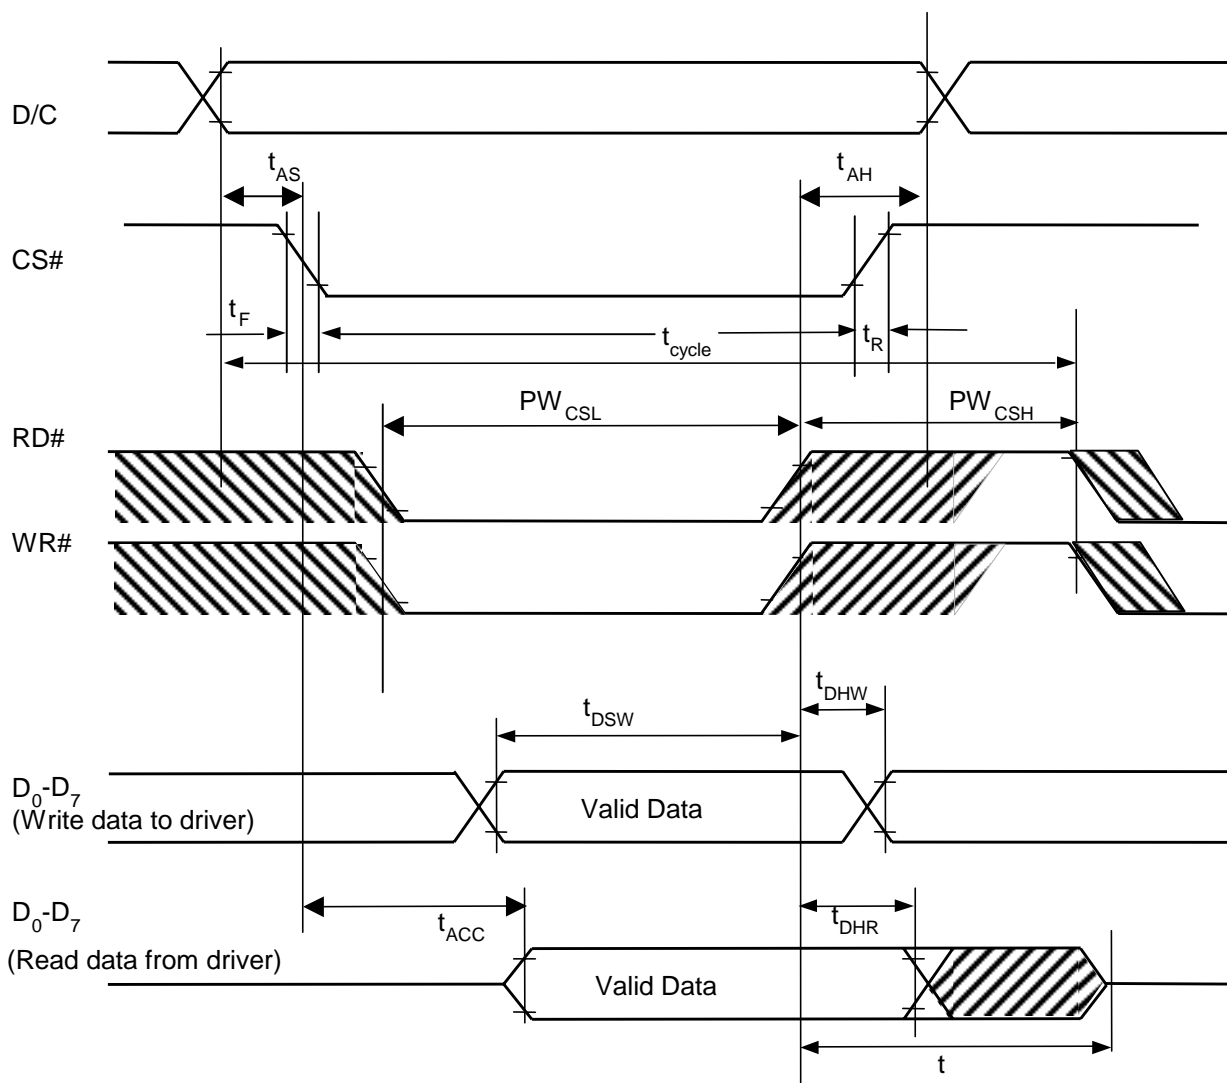 D/C
tAS
tAH
CS#
tF
tcycle
tR
PWCSL
PWCSH
RD#
WR#
tDHW
tDSW
D0-D7
(Write data to driver)
Valid Data
D0-D7
tACC
tDHR
(Read data from driver)
Valid Data
t